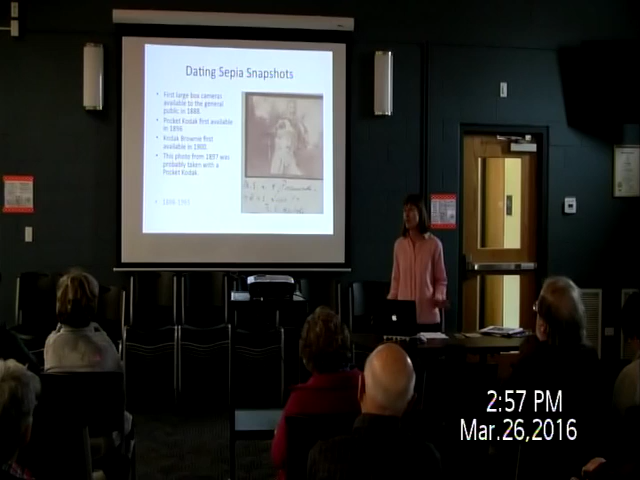 Dating Sepia Snapshots
• First large box cameras
available to the general
public in 1888.
• Pocket Kodak first available
in 1896
• Kodak Brownie first
available in 1900.
• This photo from 1897 was
probably taken with a
Pocket Kodak.
2:57 PM
Mar.26,2016